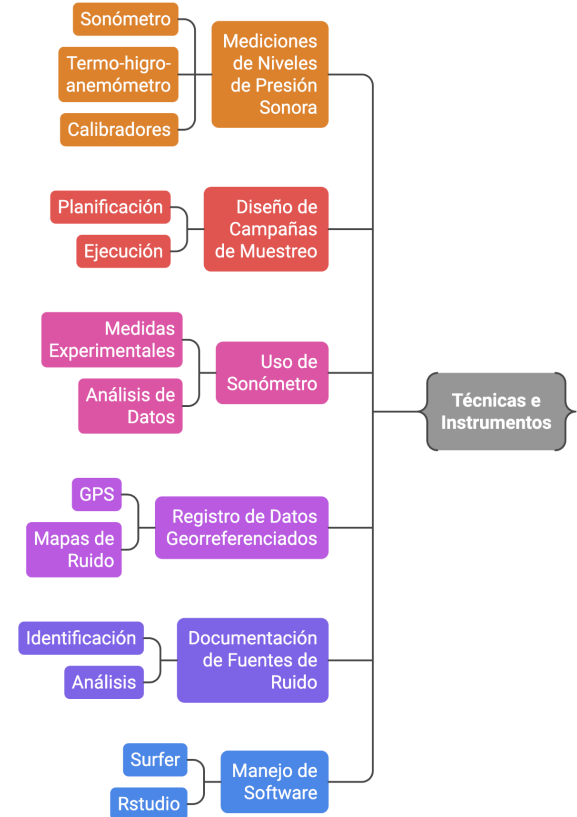 Sonómetro
Termo-higro-
anemómetro
Calibradores
Mediciones
de Niveles
de Presión
Sonora
Planificación
Ejecución
Diseño de
Campañas
de Muestreo
Medidas
Experimentales
Análisis de
Datos
Uso de
Sonómetro
Técnicas e
Instrumentos
GPS
Mapas de
Ruido
Registro de Datos
Georreferenciados
Identificación
Análisis
Documentación
de Fuentes de
Ruido
Surfer
Rstudio
Manejo de
Software